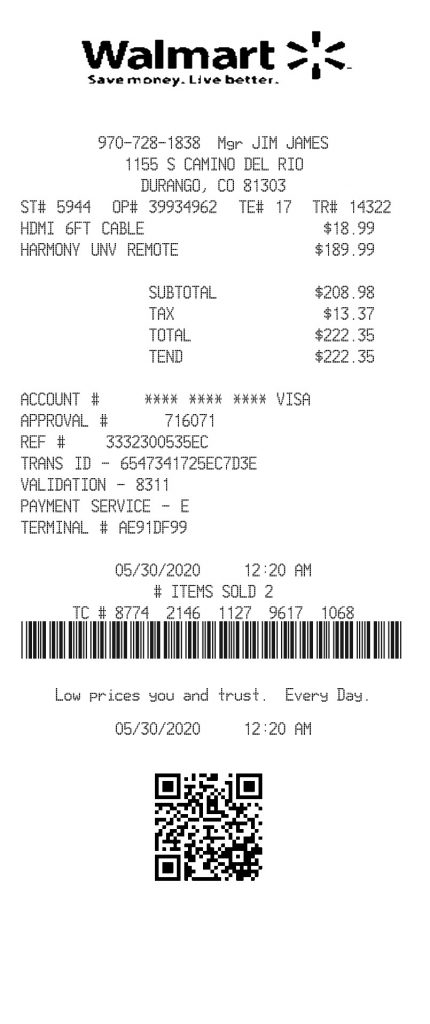 Walmart
Save money. Live better.
970-728-1838 Mgr JIM JAMES
1155 S CAMINO DEL RIO
DURANGO, CO 81303
ST# 5944 OP# 39934962 TE# 17 TR# 14322
HDMI 6FT CABLE $18.99
HARMONY UNV REMOTE $189.99
SUBTOTAL $208.98
TAX $13.37
TOTAL $222.35
TEND $222.35
ACCOUNT # **** **** **** VISA
APPROVAL # 716071
REF # 3332300535EC
TRANS ID - 6547341725EC7D3E
VALIDATION - 8311
PAYMENT SERVICE - E
TERMINAL # AE91DF99
05/30/2020 12:20 AM
# ITEMS SOLD 2
TC # 8774 2146 1127 9617 1068
Low prices you and trust. Every Day.
05/30/2020 12:20 AM